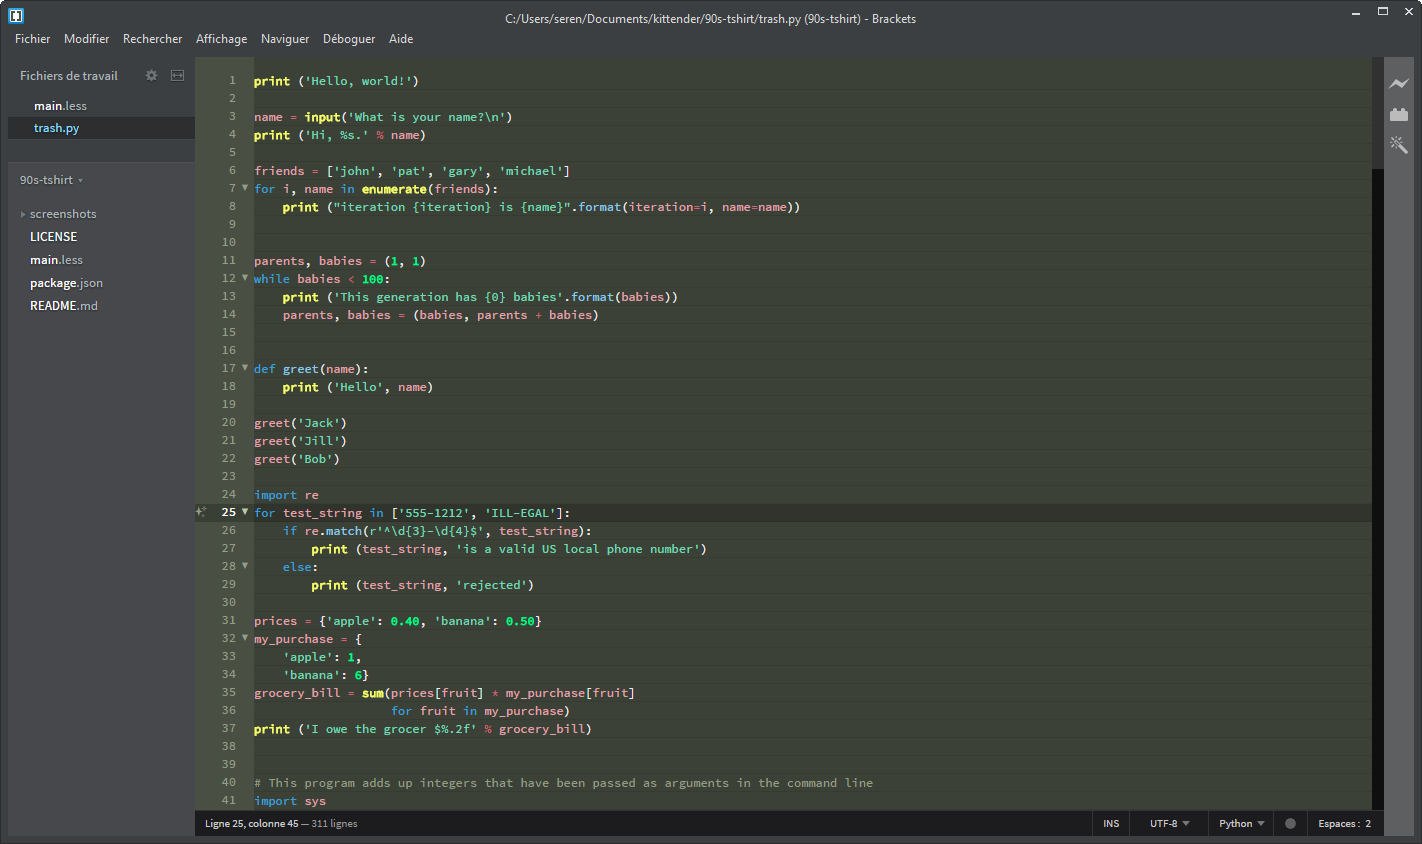 C:/Users/seren/Documents/kittender/90s-tshirt/trash.py (90s-tshirt) - Brackets
Fichier Modifier Rechercher Affichage Naviguer Déboguer Aide
Fichiers de travail
main.less
trash.py
90s-tshirt
screenshots
LICENSE
main.less
package.json
README.md
1 print ('Hello, world!')
2
3 name = input('What is your name?\n')
4 print ('Hi, %s.' % name)
5
6 friends = ['john', 'pat', 'gary', 'michael']
7 for i, name in enumerate(friends):
8     print ("iteration {iteration} is {name}".format(iteration=i, name=name))
9
10
11 parents, babies = (1, 1)
12 while babies < 100:
13     print ('This generation has {0} babies'.format(babies))
14     parents, babies = (babies, parents + babies)
15
16
17 def greet(name):
18     print ('Hello', name)
19
20 greet('Jack')
21 greet('Jill')
22 greet('Bob')
23
24 import re
25 for test_string in ['555-1212', 'ILL-EGAL']:
26     if re.match(r'^\d{3}-\d{4}$', test_string):
27         print (test_string, 'is a valid US local phone number')
28     else:
29         print (test_string, 'rejected')
30
31 prices = {'apple': 0.40, 'banana': 0.50}
32 my_purchase = {
33     'apple': 1,
34     'banana': 6}
35 grocery_bill = sum(prices[fruit] * my_purchase[fruit]
36                    for fruit in my_purchase)
37 print ('I owe the grocer $%.2f' % grocery_bill)
38
39
40 # This program adds up integers that have been passed as arguments in the command line
41 import sys
Ligne 25, colonne 45 — 311 lignes INS UTF-8 Python Espaces : 2